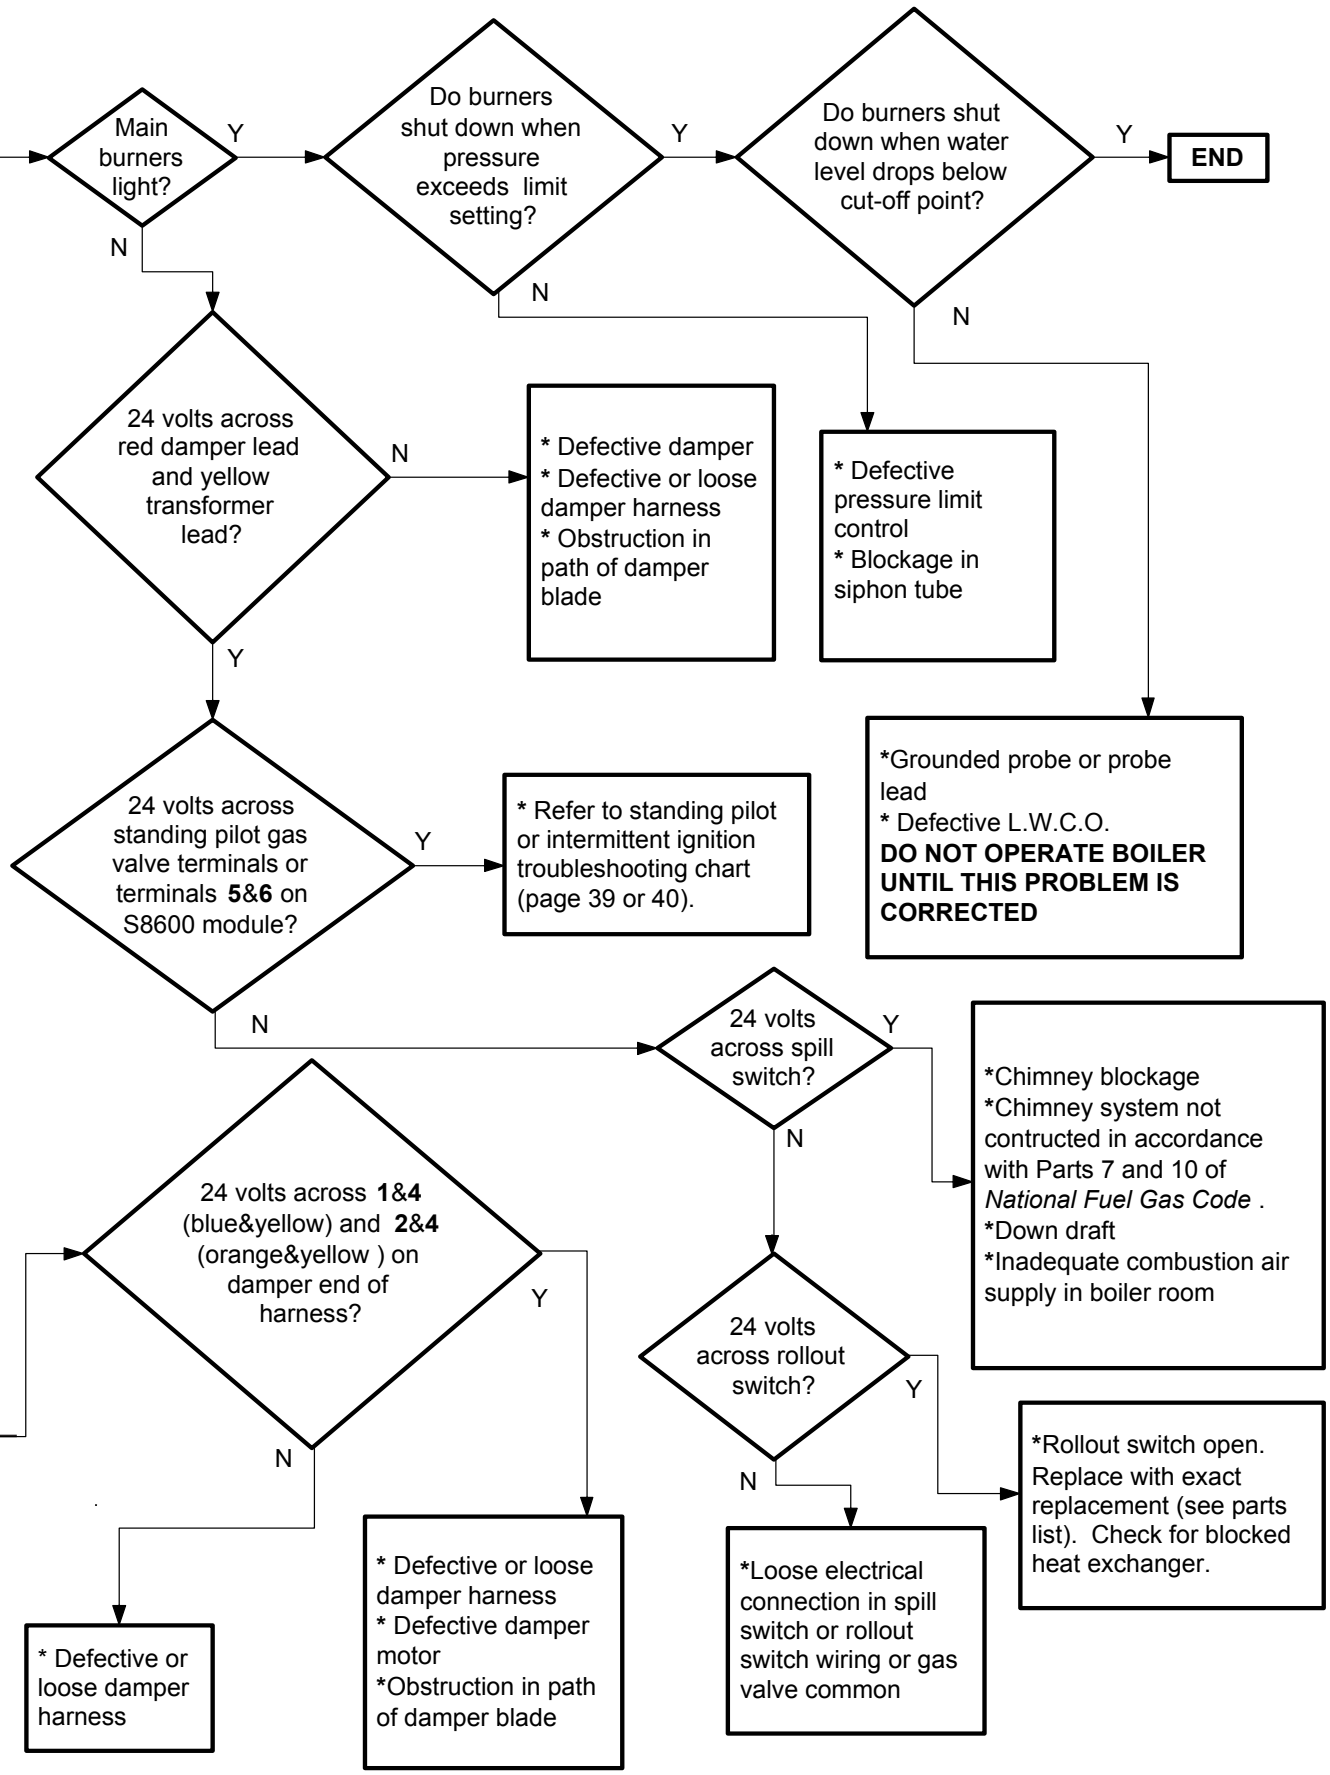 Main
burners
light?
Y
N
Do burners
shut down when
pressure
exceeds limit
setting?
Y
N
Do burners shut
down when water
level drops below
cut-off point?
Y
N
END
24 volts across
red damper lead
and yellow
transformer
lead?
N
Y
* Defective damper
* Defective or loose
damper harness
* Obstruction in
path of damper
blade
* Defective
pressure limit
control
* Blockage in
siphon tube
*Grounded probe or probe
lead
* Defective L.W.C.O.
DO NOT OPERATE BOILER
UNTIL THIS PROBLEM IS
CORRECTED
24 volts across
standing pilot gas
valve terminals or
terminals 5&6 on
S8600 module?
Y
N
* Refer to standing pilot
or intermittent ignition
troubleshooting chart
(page 39 or 40).
24 volts
across spill
switch?
Y
N
*Chimney blockage
*Chimney system not
contructed in accordance
with Parts 7 and 10 of
National Fuel Gas Code .
*Down draft
*Inadequate combustion air
supply in boiler room
24 volts across 1&4
(blue&yellow) and 2&4
(orange&yellow ) on
damper end of
harness?
Y
N
24 volts
across rollout
switch?
Y
N
*Rollout switch open.
Replace with exact
replacement (see parts
list). Check for blocked
heat exchanger.
* Defective or
loose damper
harness
* Defective or loose
damper harness
* Defective damper
motor
*Obstruction in path
of damper blade
*Loose electrical
connection in spill
switch or rollout
switch wiring or gas
valve common